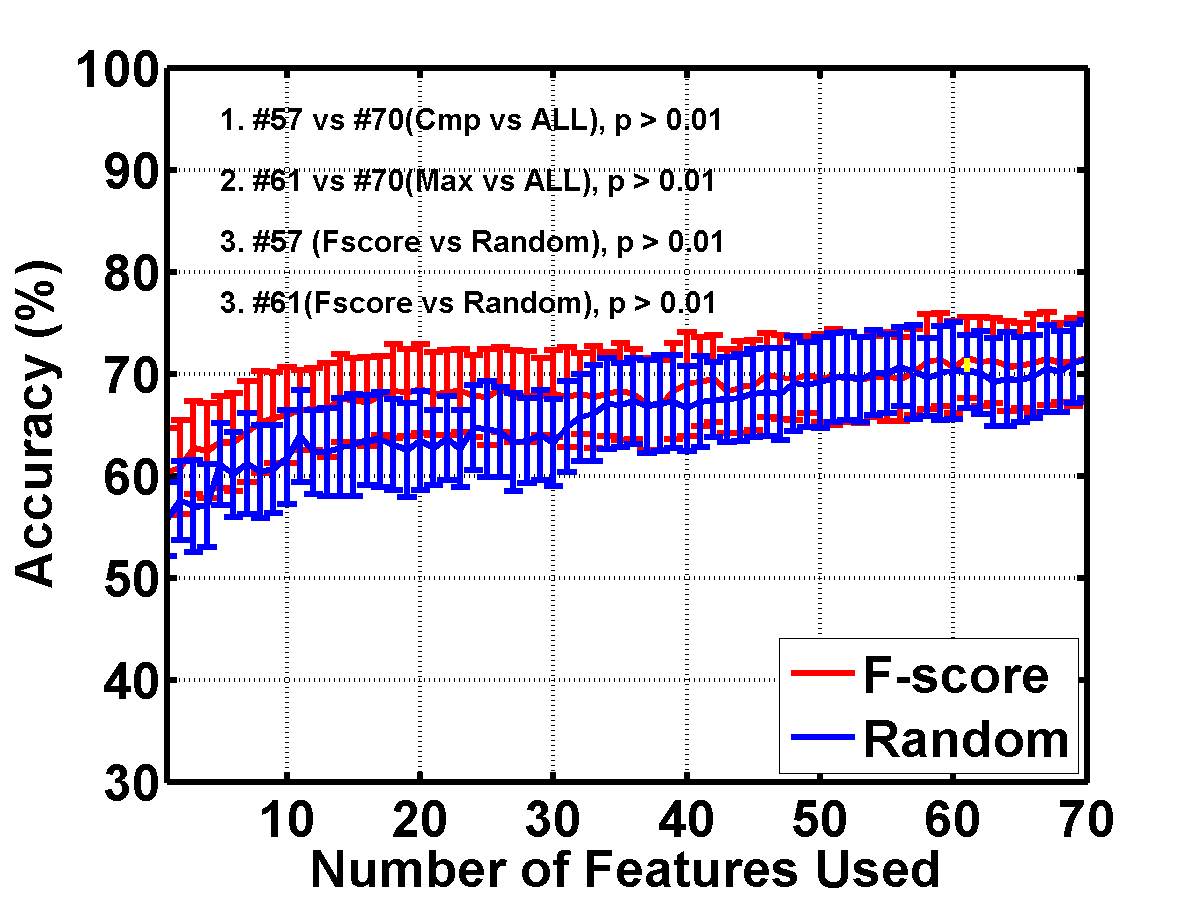 100
1. #57 vs #70(Cmp vs ALL), p > 0.01
90
2. #61 vs #70(Max vs ALL), p > 0.01
3. #57 (Fscore vs Random), p > 0.01
80
3. #61(Fscore vs Random), p > 0.01
70
60
50
40
30
Accuracy (%)
F-score
Random
10 20 30 40 50 60 70
Number of Features Used